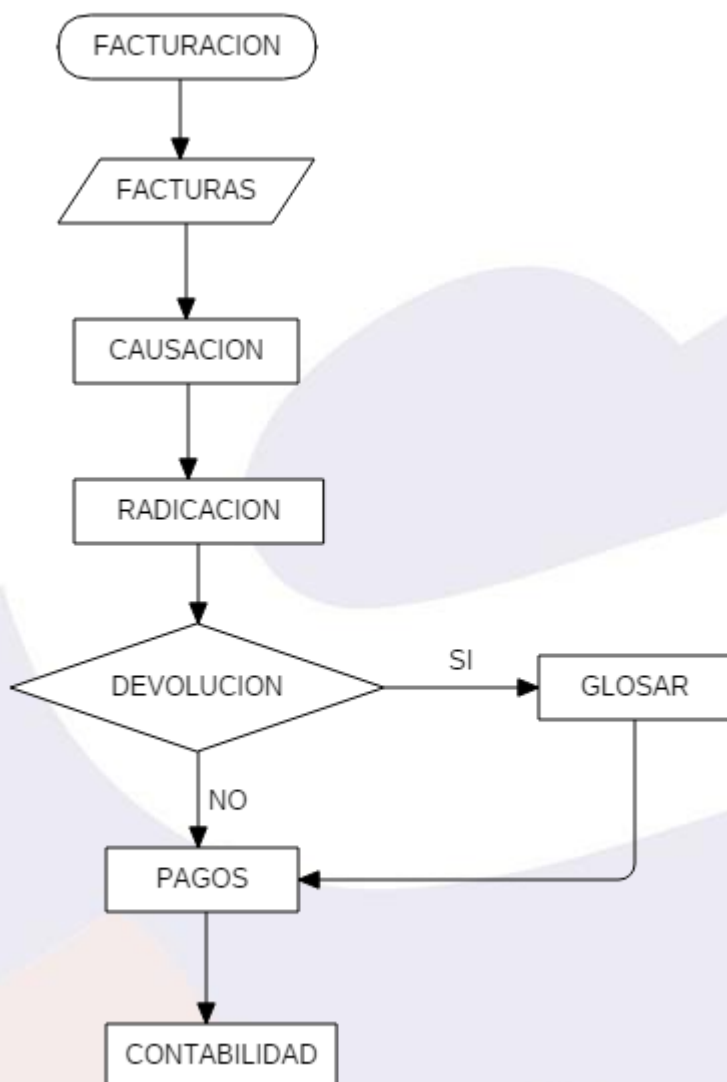 FACTURACION
FACTURAS
CAUSACION
RADICACION
DEVOLUCION
SI
GLOSAR
NO
PAGOS
CONTABILIDAD